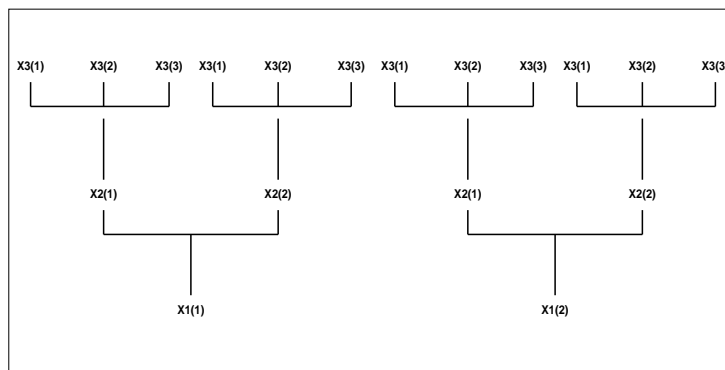 X3(1) X3(2) X3(3) X3(1) X3(2) X3(3) X3(1) X3(2) X3(3) X3(1) X3(2) X3(3
X2(1) X2(2) X2(1) X2(2)
X1(1) X1(2)